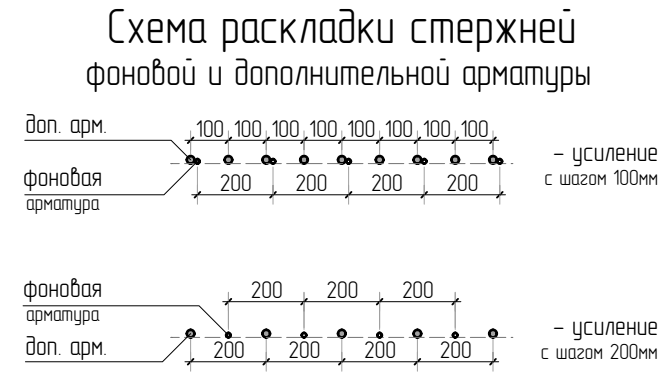 Схема раскладки стержней
фоновой и дополнительной арматуры
доп. арм.
100 100 100 100 100 100 100 100
фоновая
арматура
200 200 200 200
– усиление
с шагом 100мм
фоновая
арматура
200 200 200
доп. арм.
200 200 200 200
– усиление
с шагом 200мм